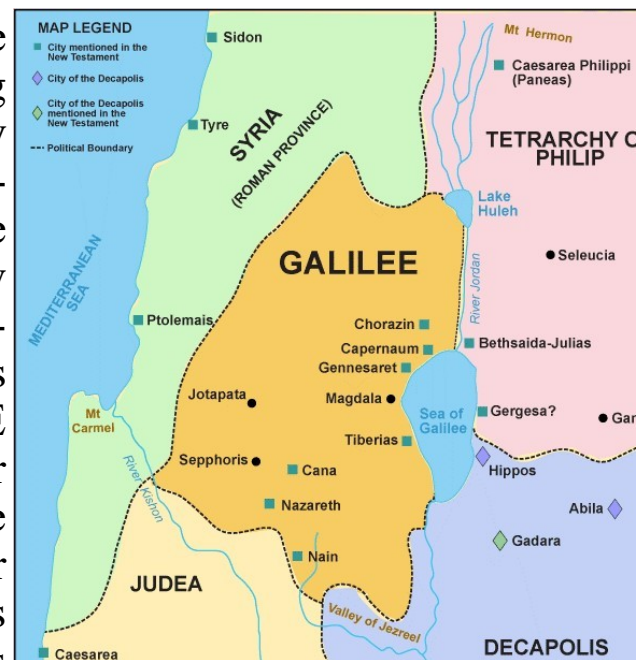 MAP LEGEND
City mentioned in the
New Testament
City of the Decapolis
City of the Decapolis
mentioned in the
New Testament
Political Boundary
Sidon
Mt Hermon
Caesarea Philippi
(Paneas)
Tyre
SYRIA
(ROMAN PROVINCE)
TETRARCHY O
PHILIP
Lake
Huleh
GALILEE
Seleucia
River Jordan
MEDITERRANEAN
SEA
Ptolemais
Chorazin
Capernaum
Bethsaida-Julias
Gennesaret
Jotapata
Magdala
Mt
Carmel
Sea of
Galilee
Gergesa?
Gam
Tiberias
Sepphoris
Cana
Hippos
River Kishon
Nazareth
Abila
Gadara
Nain
JUDEA
Valley of Jezreel
DECAPOLIS
Caesarea